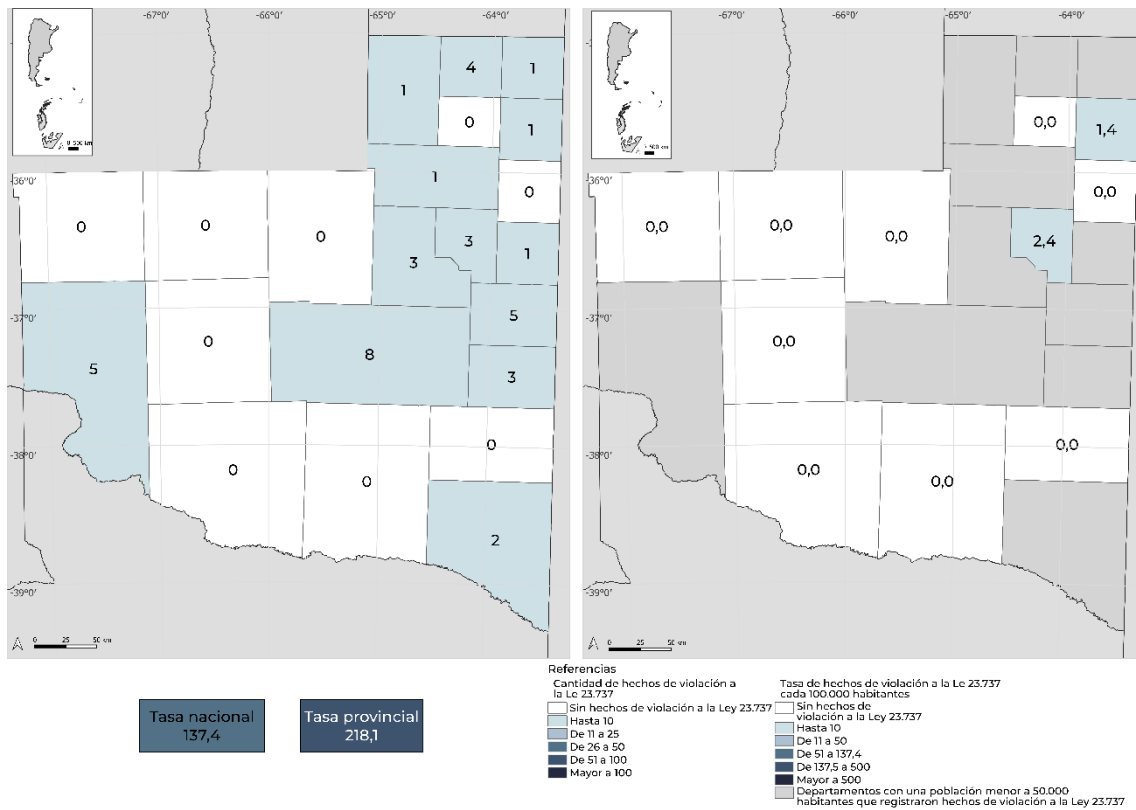 -67°0'
-66°0'
-65°0'
-64°0'
4
1
1
0
1
1
-36°0'
0
0
0
0
3
3
1
-37°0'
5
0
8
5
3
0
-38°0'
0
0
2
-39°0'
0 25 50 km
-67°0'
-66°0'
-65°0'
-64°0'
0,0
1,4
-36°0'
0,0
0,0
0,0
0,0
2,4
-37°0'
0,0
0,0
-38°0'
0,0
0,0
-39°0'
0 25 50 km
Tasa nacional
137,4
Tasa provincial
218,1
Referencias
Cantidad de hechos de violación a
la Le 23.737
Sin hechos de violación a la Ley 23.737
Hasta 10
De 11 a 25
De 26 a 50
De 51 a 100
Mayor a 100
Tasa de hechos de violación a la Le 23.737
cada 100.000 habitantes
Sin hechos de
violación a la Ley 23.737
Hasta 10
De 11 a 50
De 51 a 137,4
De 137,5 a 500
Mayor a 500
Departamentos con una población menor a 50.000
habitantes que registraron hechos de violación a la Ley 23.737